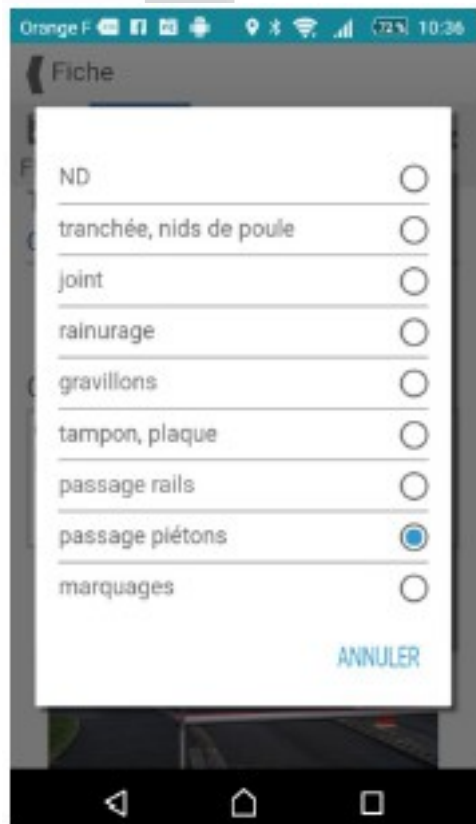 Orange F 72% 10:36
Fiche
ND
tranchée, nids de poule
joint
rainurage
gravillons
tampon, plaque
passage rails
passage piétons
marquages
ANNULER